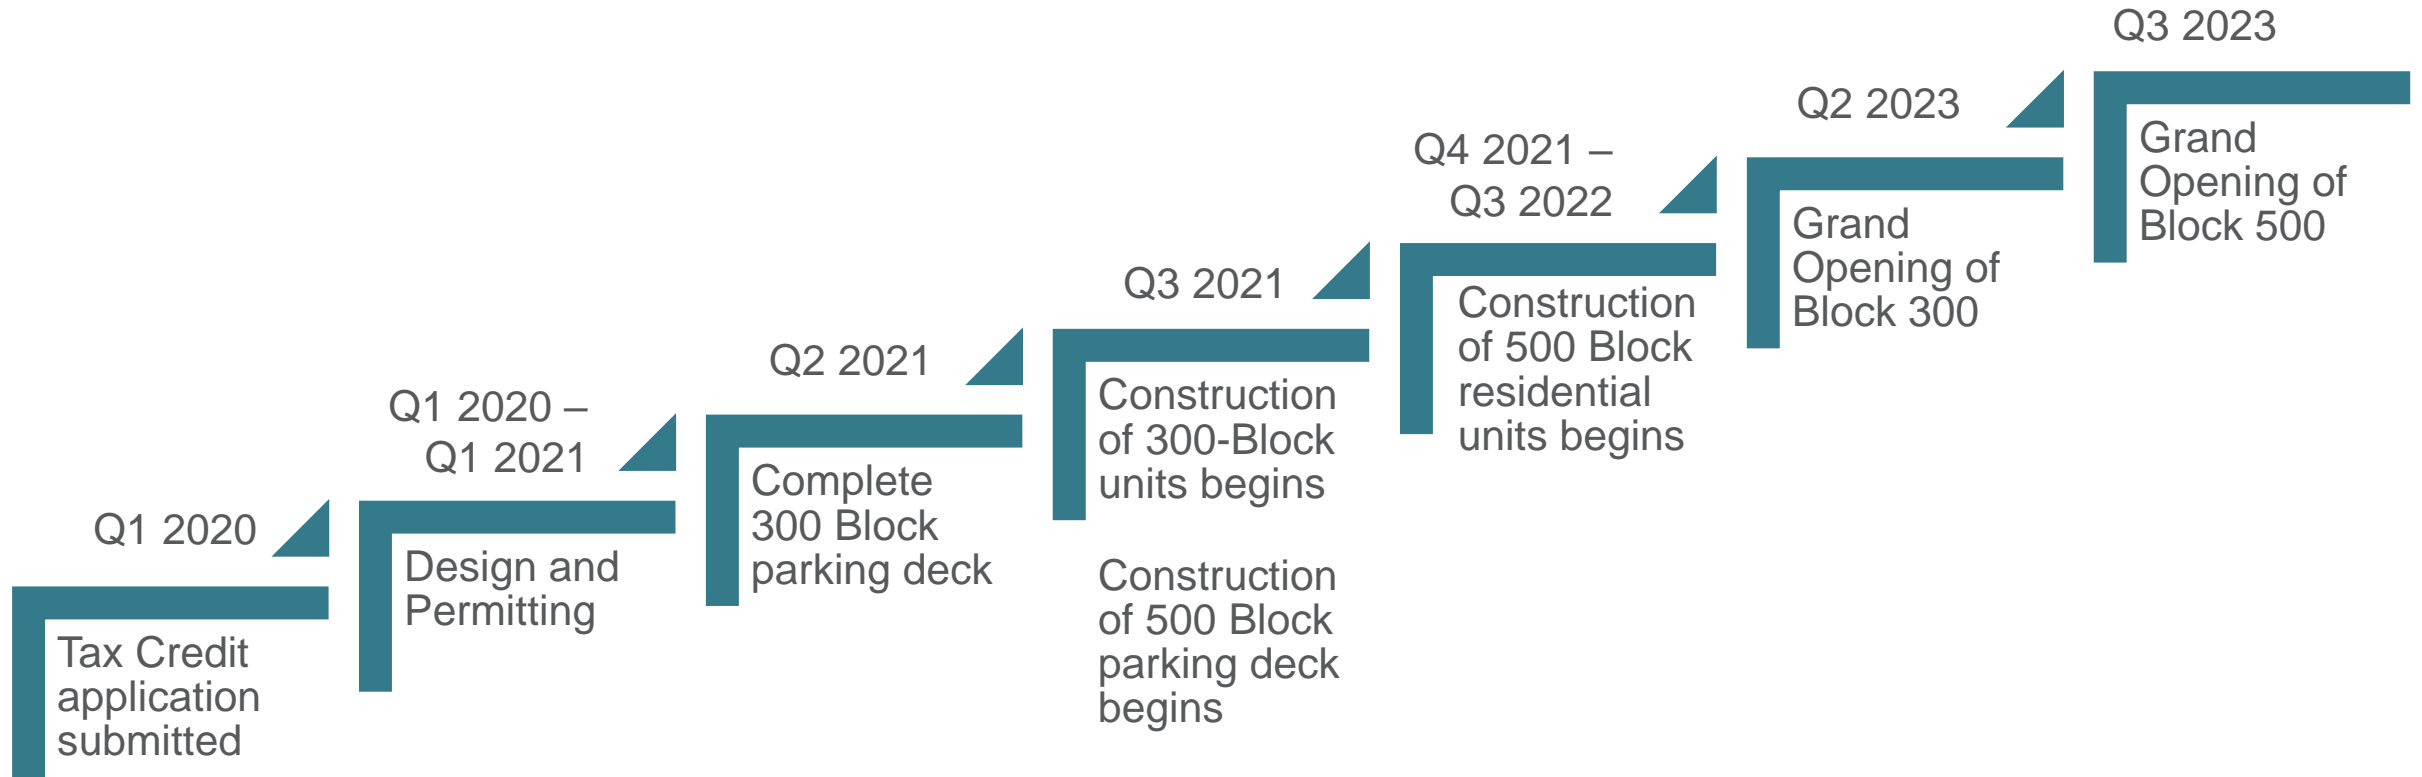 Q1 2020
Tax Credit
application
submitted
Q1 2020 –
Q1 2021
Design and
Permitting
Q2 2021
Complete
300 Block
parking deck
Q3 2021
Construction
of 300-Block
units begins
Construction
of 500 Block
parking deck
begins
Q4 2021 –
Q3 2022
Construction
of 500 Block
residential
units begins
Q2 2023
Grand
Opening of
Block 300
Q3 2023
Grand
Opening of
Block 500